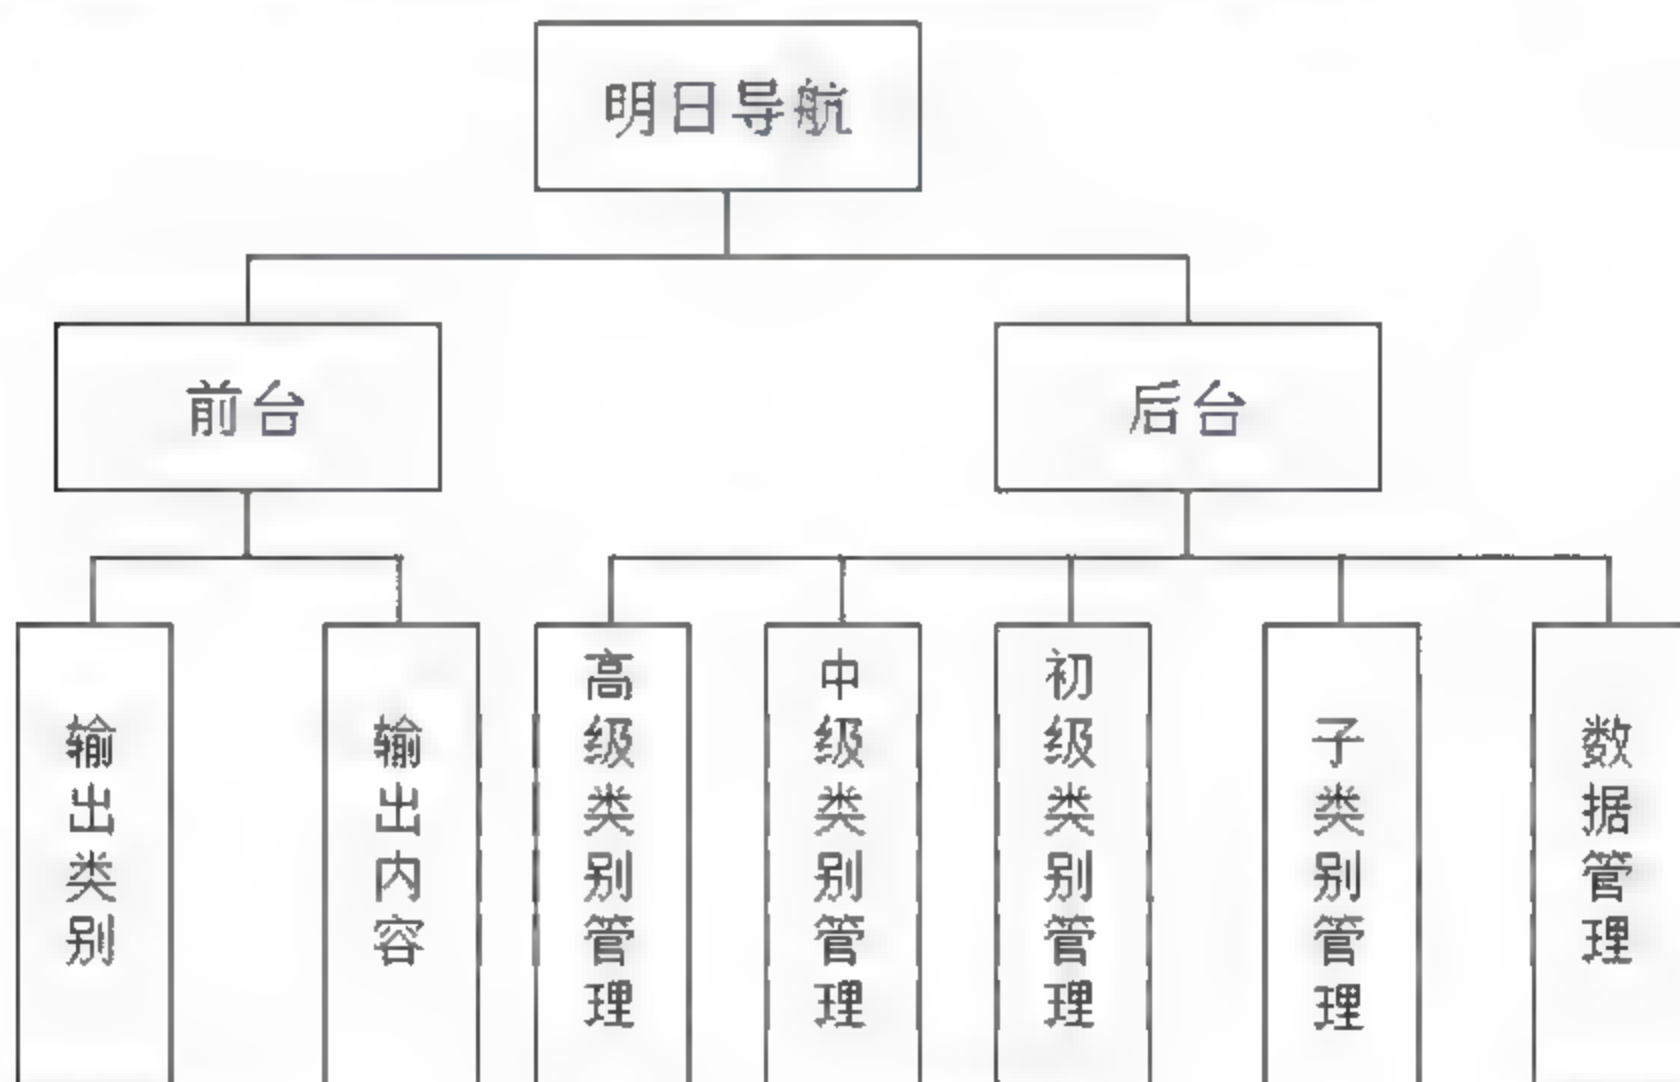 明日导航
前台
后台
输出类别
输出内容
高级类别管理
中级类别管理
初级类别管理
子类别管理
数据管理